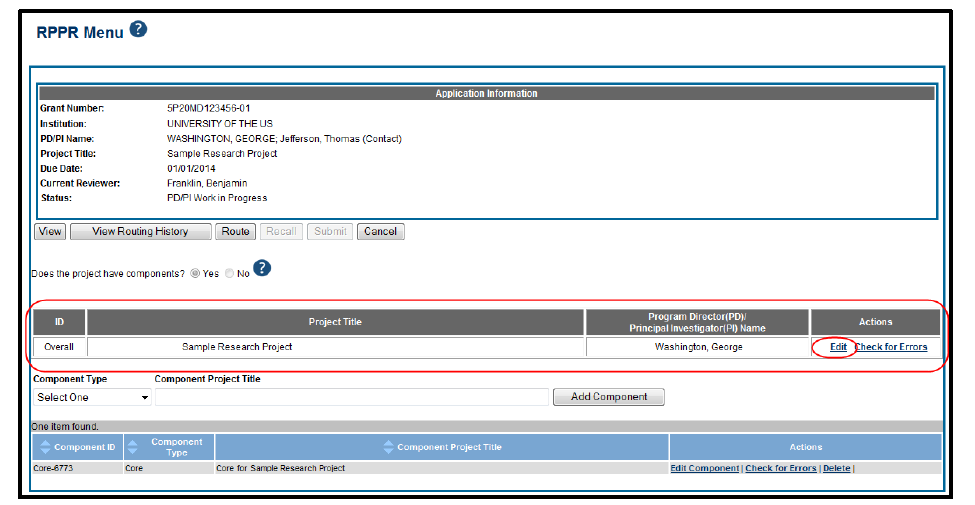 RPPR Menu ?
Application Information
Grant Number: 5P20MD123456-01
Institution: UNIVERSITY OF THE US
PD/PI Name: WASHINGTON, GEORGE; Jefferson, Thomas (Contact)
Project Title: Sample Research Project
Due Date: 01/01/2014
Current Reviewer: Franklin, Benjamin
Status: PD/PI Work in Progress
View View Routing History Route Recall Submit Cancel
Does the project have components? Yes No ?
ID Project Title Program Director(PD)/ Principal Investigator(PI) Name Actions
Overall Sample Research Project Washington, George Edit Check for Errors
Component Type Component Project Title
Select One Add Component
One item found.
Component ID Component Type Component Project Title Actions
Core-6773 Core Core for Sample Research Project Edit Component | Check for Errors | Delete |